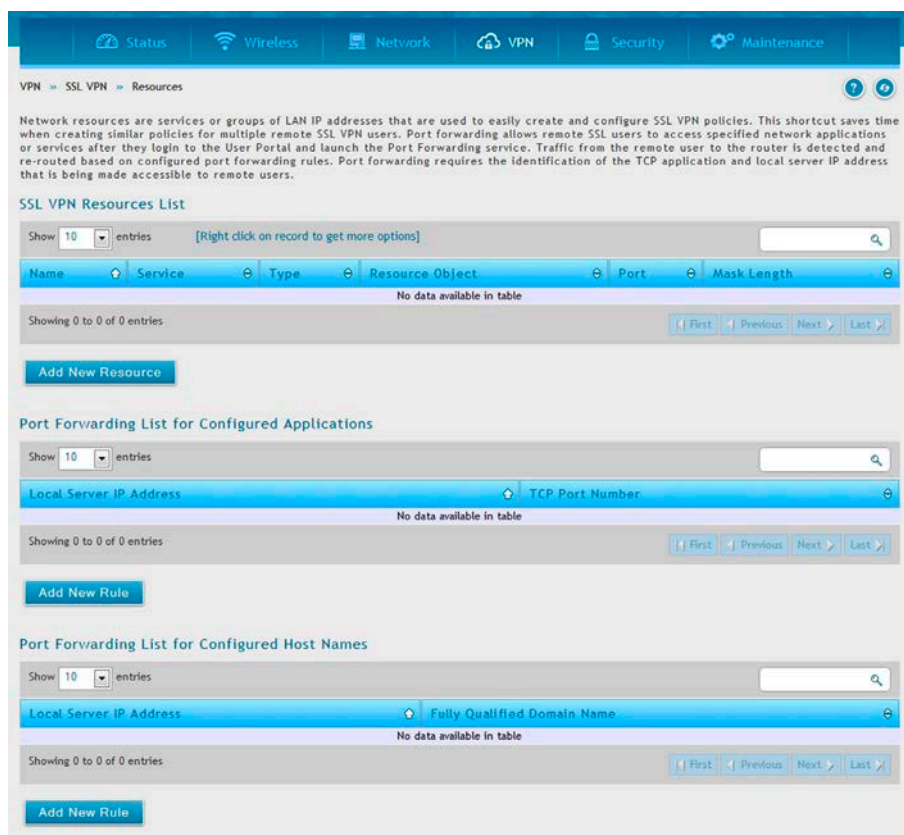 Status Wireless Network VPN Security Maintenance
VPN » SSL VPN » Resources
Network resources are services or groups of LAN IP addresses that are used to easily create and configure SSL VPN policies. This shortcut saves time
when creating similar policies for multiple remote SSL VPN users. Port forwarding allows remote SSL users to access specified network applications
or services after they login to the User Portal and launch the Port Forwarding service. Traffic from the remote user to the router is detected and
re-routed based on configured port forwarding rules. Port forwarding requires the identification of the TCP application and local server IP address
that is being made accessible to remote users.
SSL VPN Resources List
Show 10 entries [Right click on record to get more options]
Name Service Type Resource Object Port Mask Length
No data available in table
Showing 0 to 0 of 0 entries First Previous Next Last
Add New Resource
Port Forwarding List for Configured Applications
Show 10 entries
Local Server IP Address TCP Port Number
No data available in table
Showing 0 to 0 of 0 entries First Previous Next Last
Add New Rule
Port Forwarding List for Configured Host Names
Show 10 entries
Local Server IP Address Fully Qualified Domain Name
No data available in table
Showing 0 to 0 of 0 entries First Previous Next Last
Add New Rule